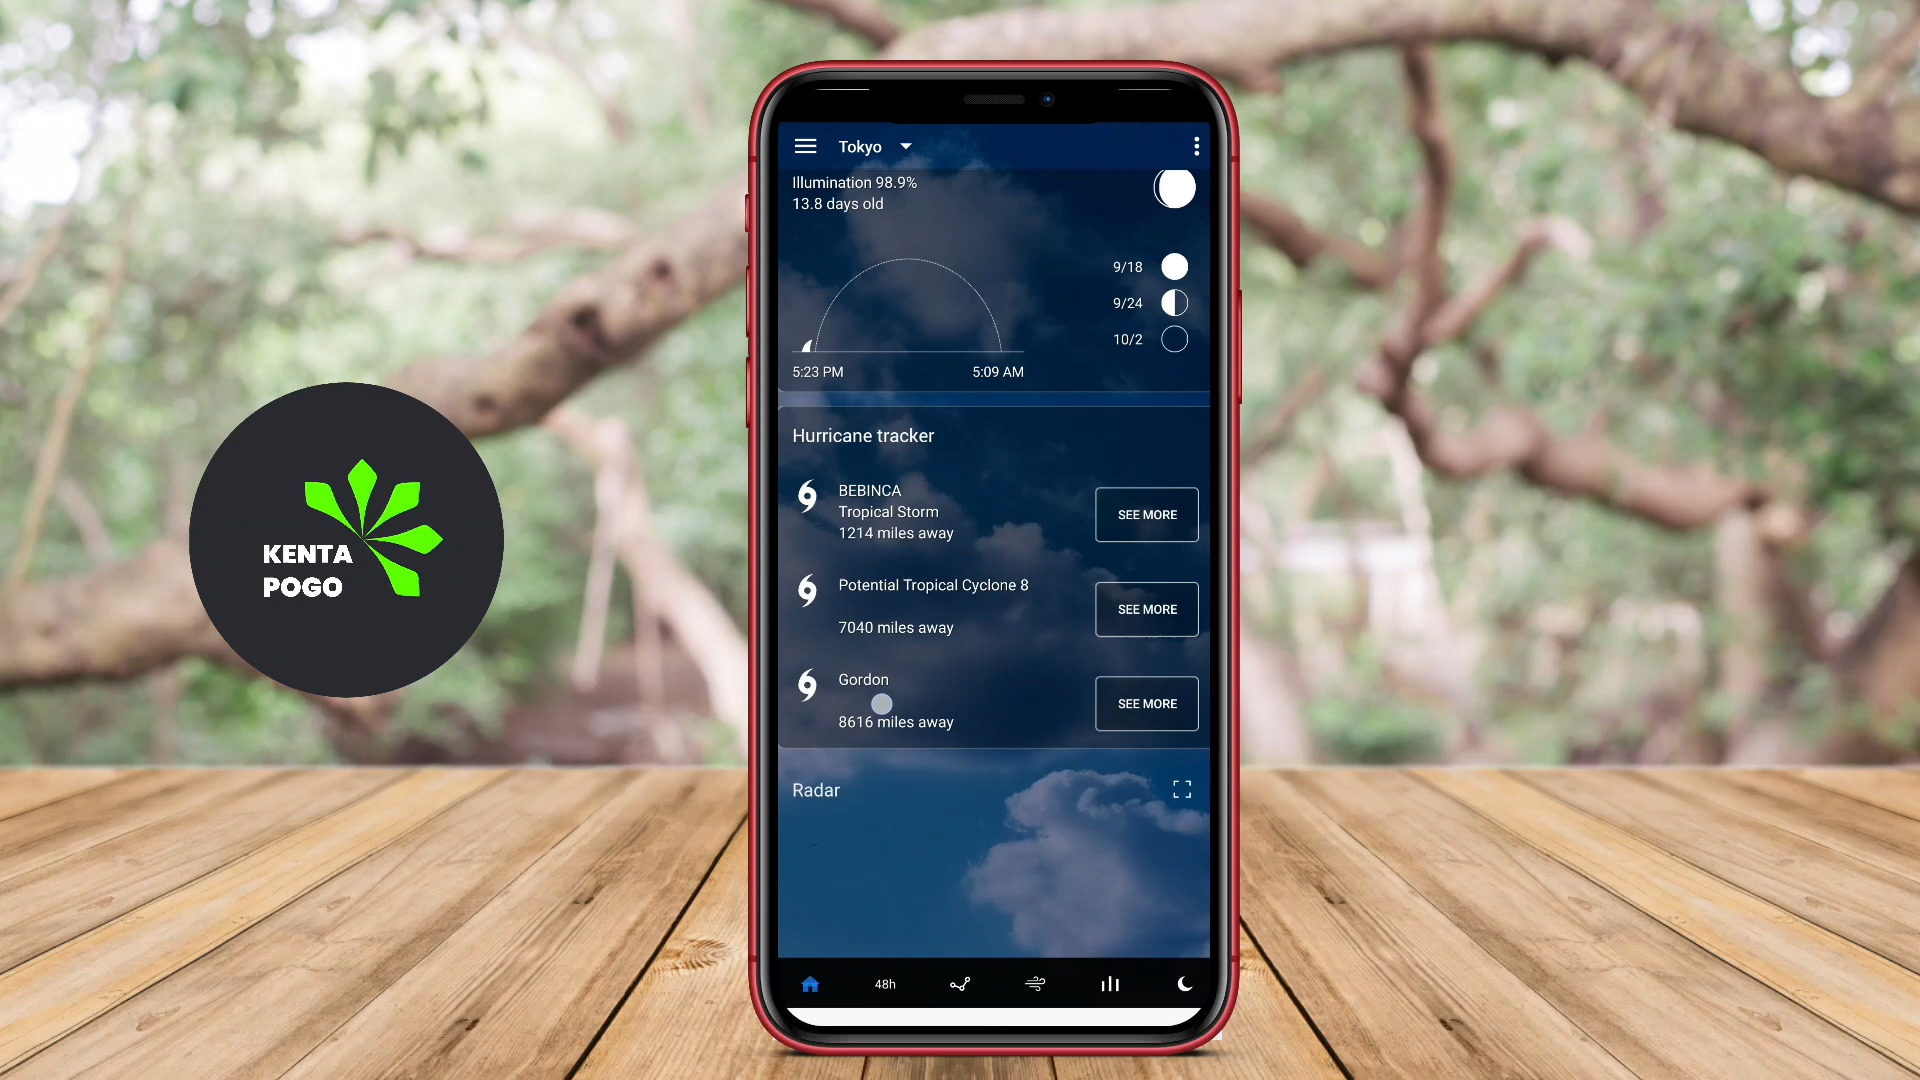 KENTA
POGO
Tokyo
Illumination 98.9%
13.8 days old
9/18
9/24
10/2
5:23 PM
5:09 AM
Hurricane tracker
BEBINCA
Tropical Storm
1214 miles away
SEE MORE
Potential Tropical Cyclone 8
7040 miles away
SEE MORE
Gordon
8616 miles away
SEE MORE
Radar
48h